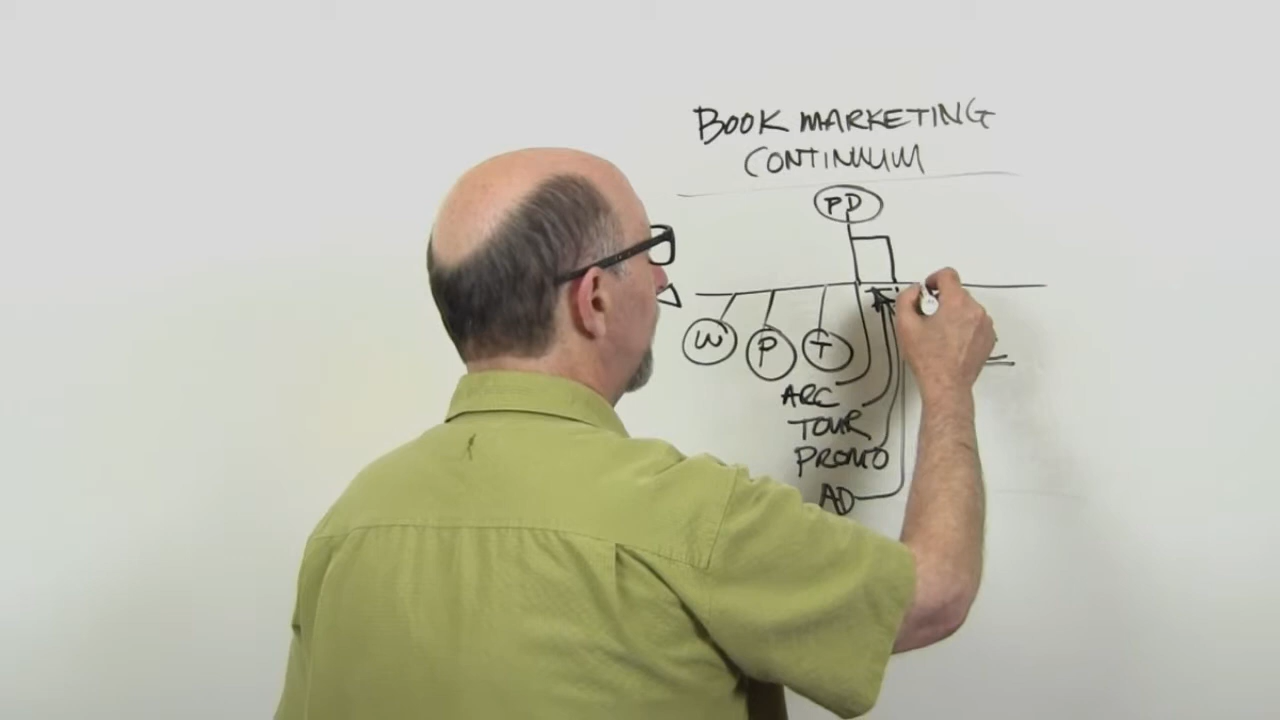 BOOK MARKETING
CONTINUUM
PD
W P T
ARC
TOUR
PROMO
AD